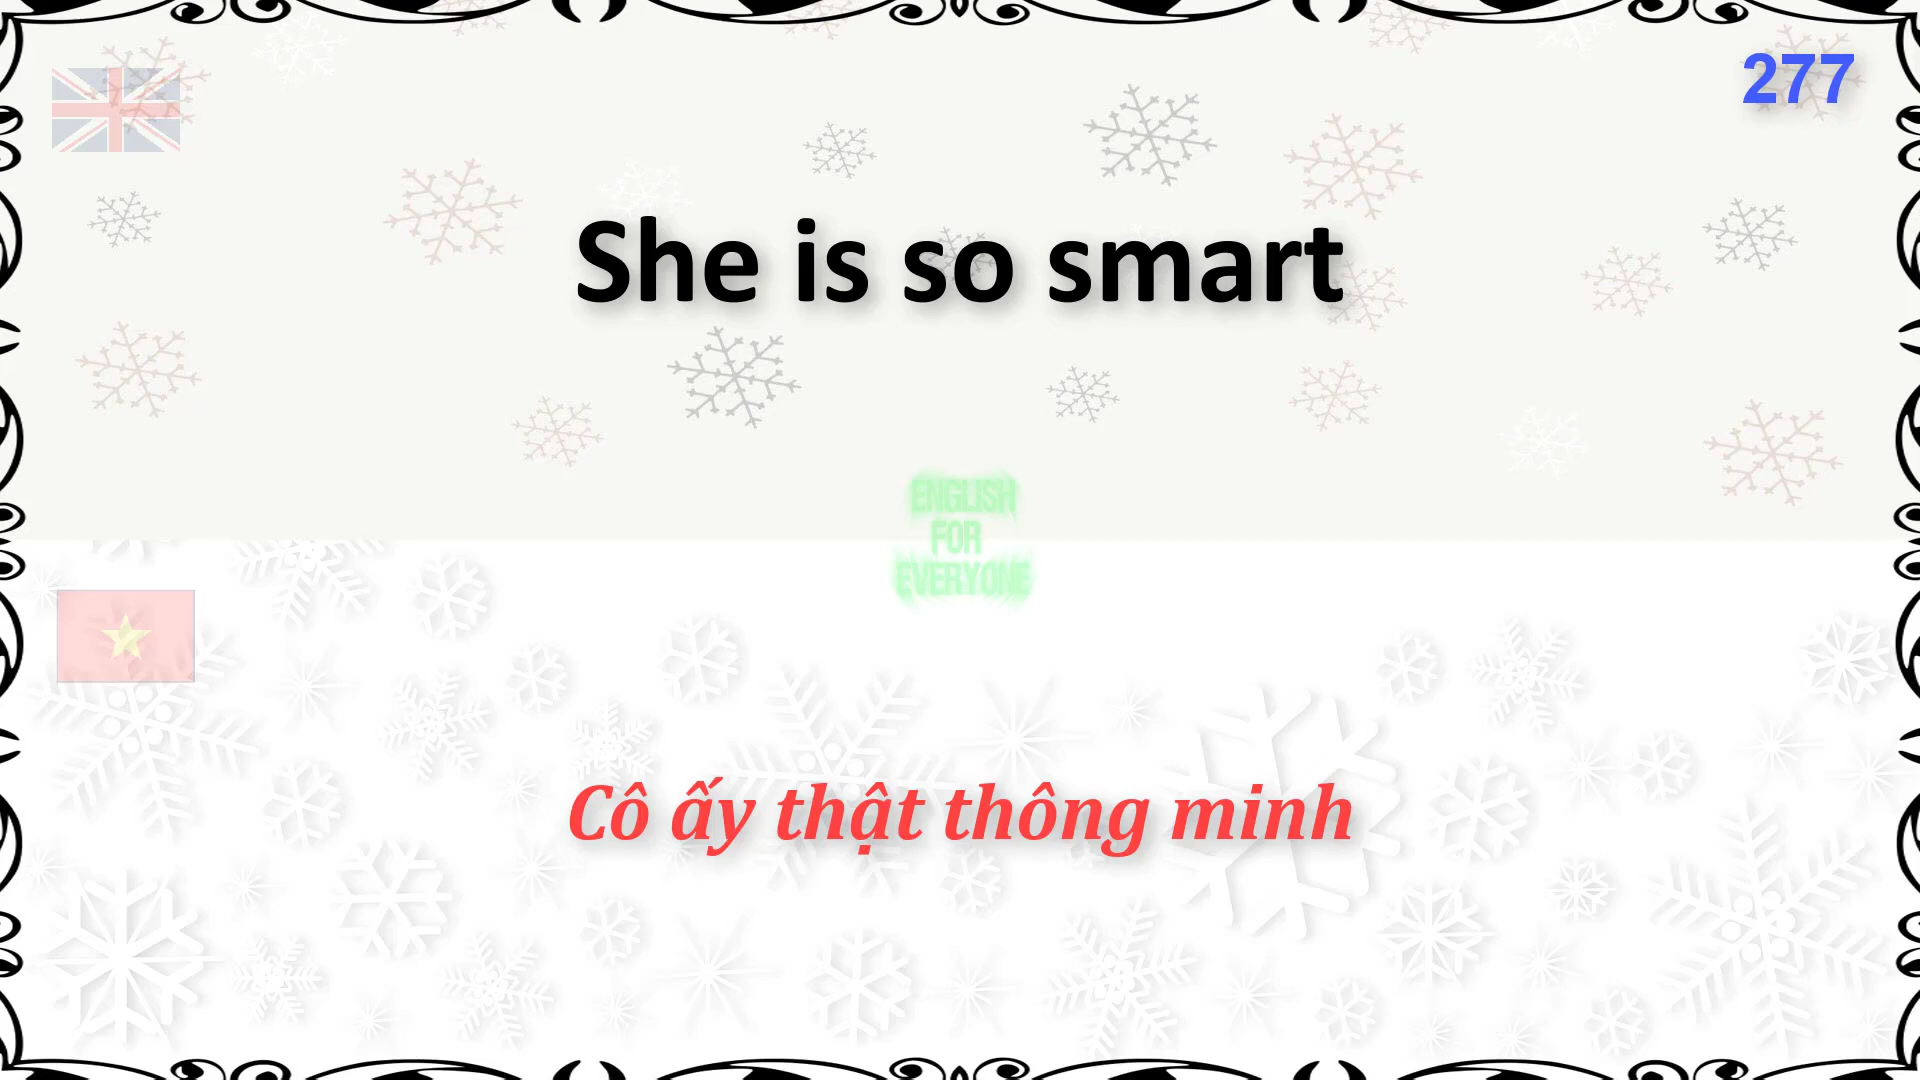 277
She is so smart
ENGLISH
FOR
EVERYONE
Cô ấy thật thông minh